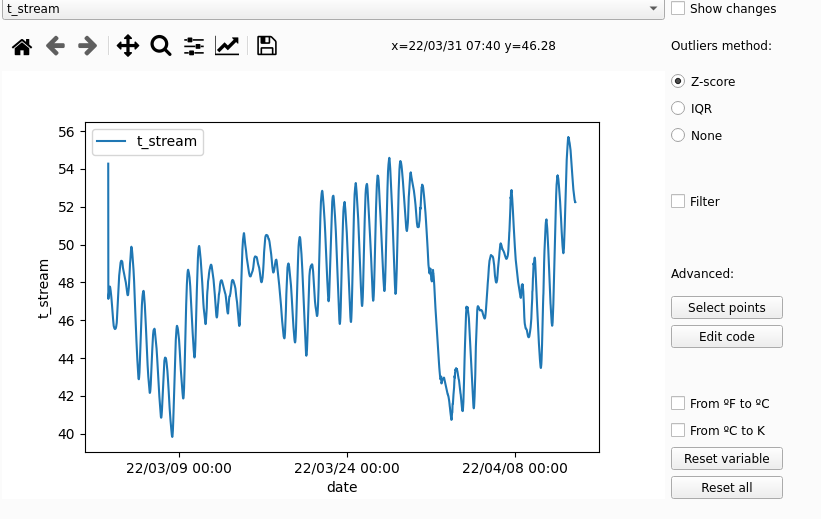 t_stream
Show changes
x=22/03/31 07:40 y=46.28
Outliers method:
Z-score
IQR
None
Filter
Advanced:
Select points
Edit code
From ºF to ºC
From ºC to K
Reset variable
Reset all
t_stream
56
54
52
50
48
46
44
42
40
t_stream
22/03/09 00:00
22/03/24 00:00
22/04/08 00:00
date